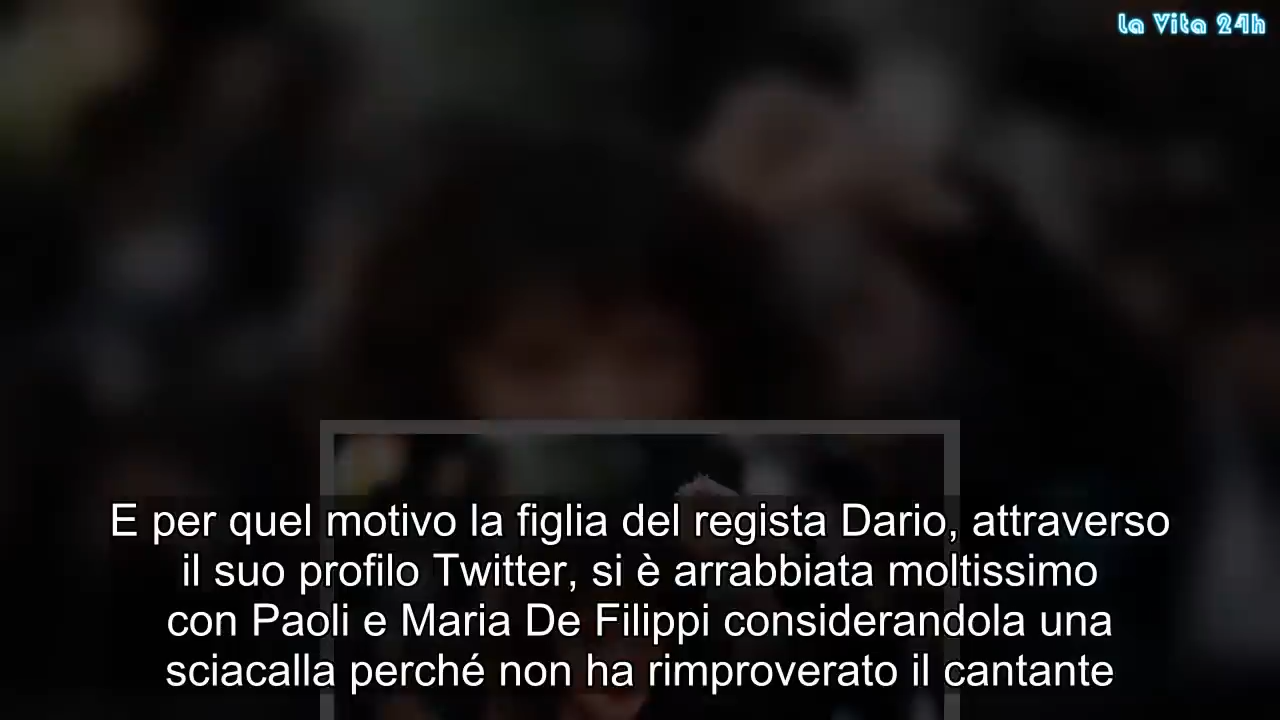 La Vita 24h
E per quel motivo la figlia del regista Dario, attraverso
il suo profilo Twitter, si è arrabbiata moltissimo
con Paoli e Maria De Filippi considerandola una
sciacalla perché non ha rimproverato il cantante